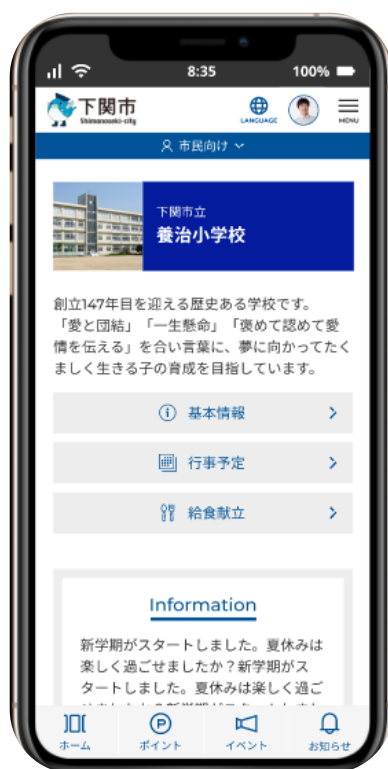 8:35
100%
下関市
Shimonoseki-city
LANGUAGE
MENU
市民向け
下関市立
養治小学校
創立147年目を迎える歴史ある学校です。
「愛と団結」「一生懸命」「褒めて認めて愛
情を伝える」を合い言葉に、夢に向かってたく
ましく生きる子の育成を目指しています。
基本情報
行事予定
給食献立
Information
新学期がスタートしました。夏休みは
楽しく過ごせましたか？新学期がス
タートしました。夏休みは楽しく過ご
ホーム
P
ポイント
イベント
お知らせ